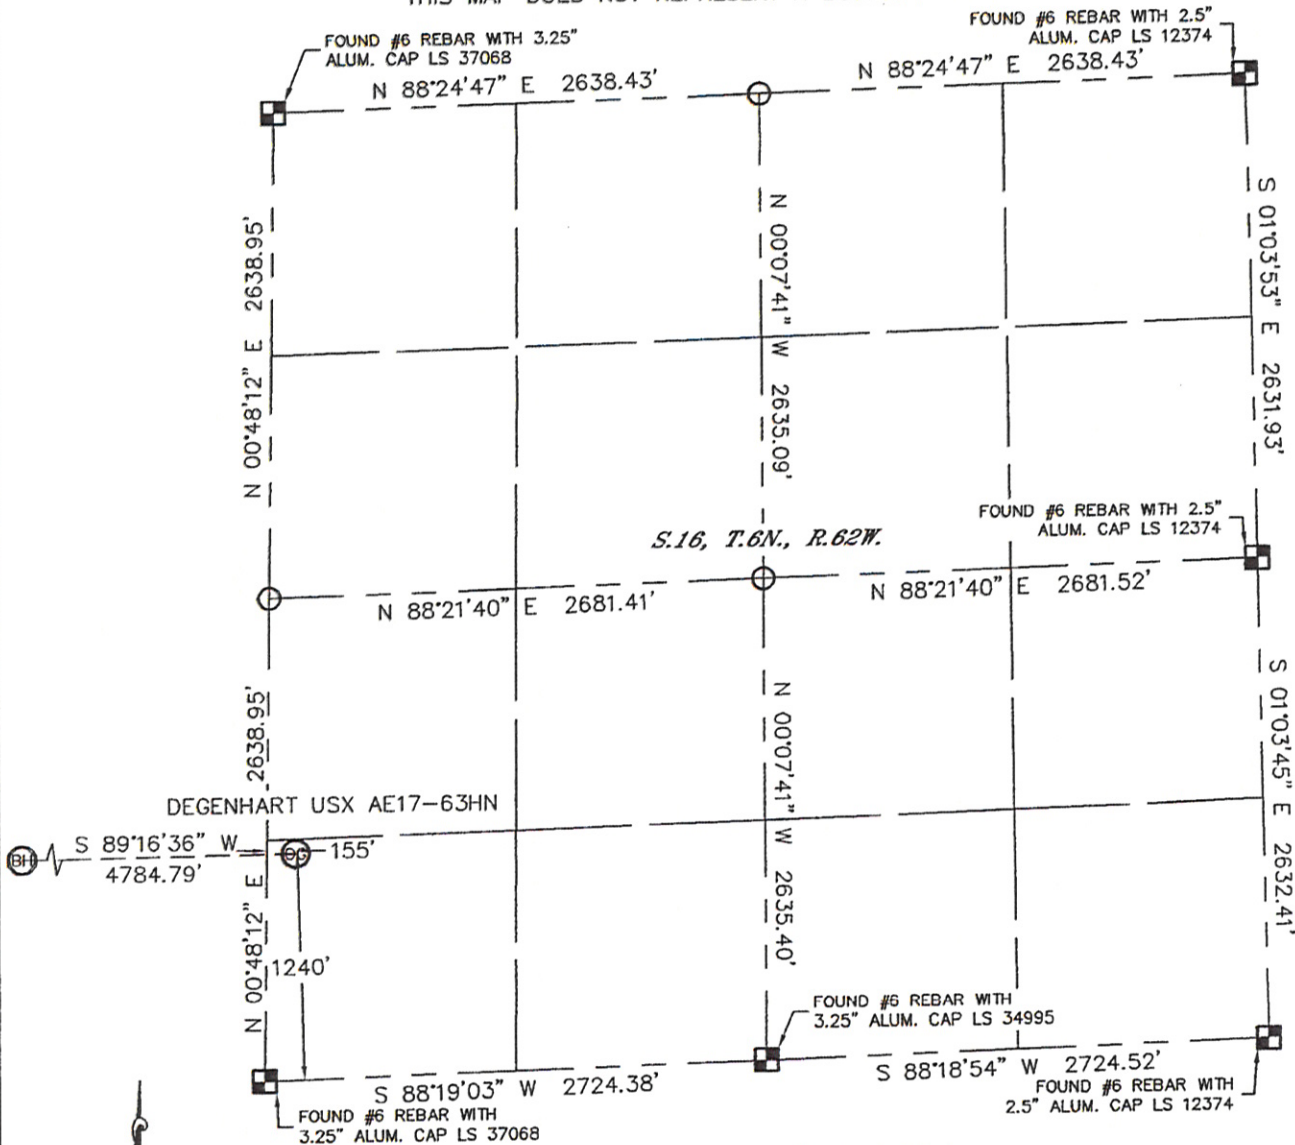 FOUND #6 REBAR WITH 2.5"
ALUM. CAP LS 12374
FOUND #6 REBAR WITH 3.25"
ALUM. CAP LS 37068
N 88°24'47" E 2638.43'
N 88°24'47" E 2638.43'
N 00°48'12" E 2638.95'
N 00°07'41" W 2635.09'
S 01°03'53" E 2631.93'
FOUND #6 REBAR WITH 2.5"
ALUM. CAP LS 12374
S.16, T.6N., R.62W.
N 88°21'40" E 2681.41'
N 88°21'40" E 2681.52'
N 00°48'12" E 2638.95'
N 00°07'41" W 2635.40'
S 01°03'45" E 2632.41'
DEGENHART USX AE17-63HN
BH
S 89°16'36" W
4784.79'
155'
1240'
FOUND #6 REBAR WITH
3.25" ALUM. CAP LS 34995
S 88°19'03" W 2724.38'
S 88°18'54" W 2724.52'
FOUND #6 REBAR WITH
2.5" ALUM. CAP LS 12374
FOUND #6 REBAR WITH
3.25" ALUM. CAP LS 37068